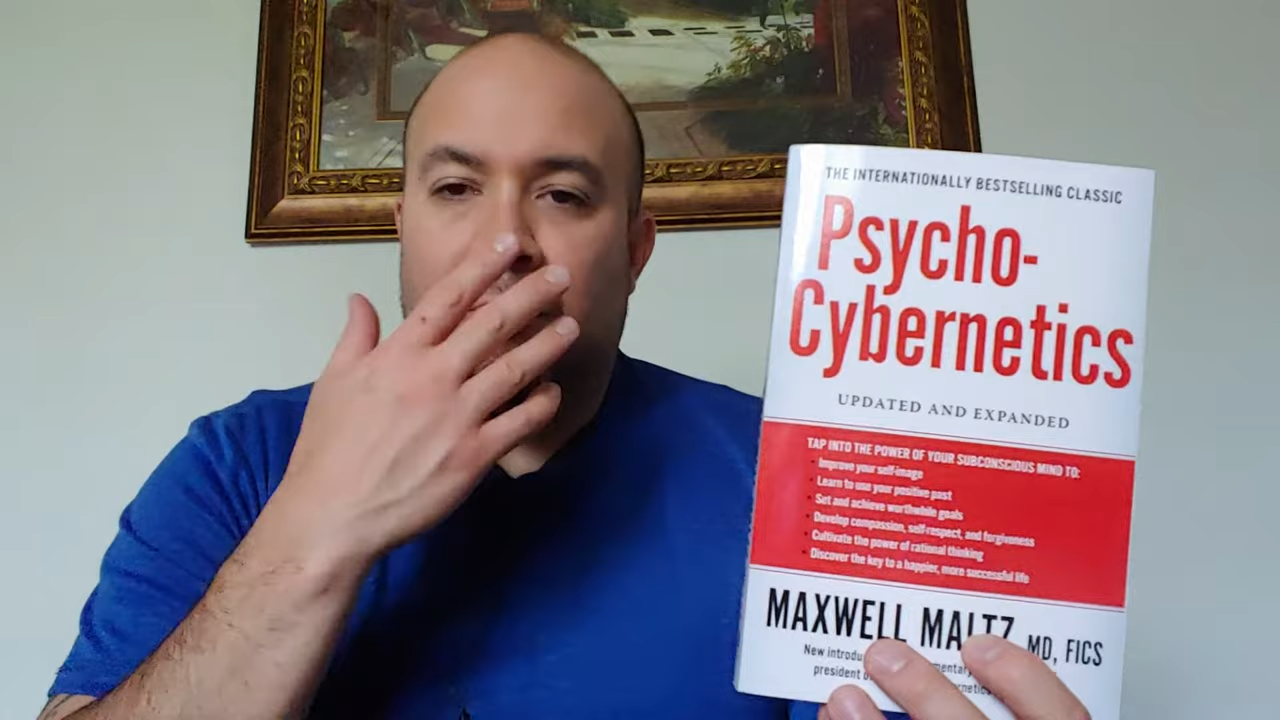 THE INTERNATIONALLY BESTSELLING CLASSIC
Psycho-
Cybernetics
UPDATED AND EXPANDED
TAP INTO THE POWER OF YOUR SUBCONSCIOUS MIND TO:
• Improve your self-image
• Learn to use your positive past
• Set and achieve worthwhile goals
• Develop compassion, self-respect, and forgiveness
• Cultivate the power of rational thinking
• Discover the key to a happier, more successful life
MAXWELL MALTZ, MD, FICS
New
president